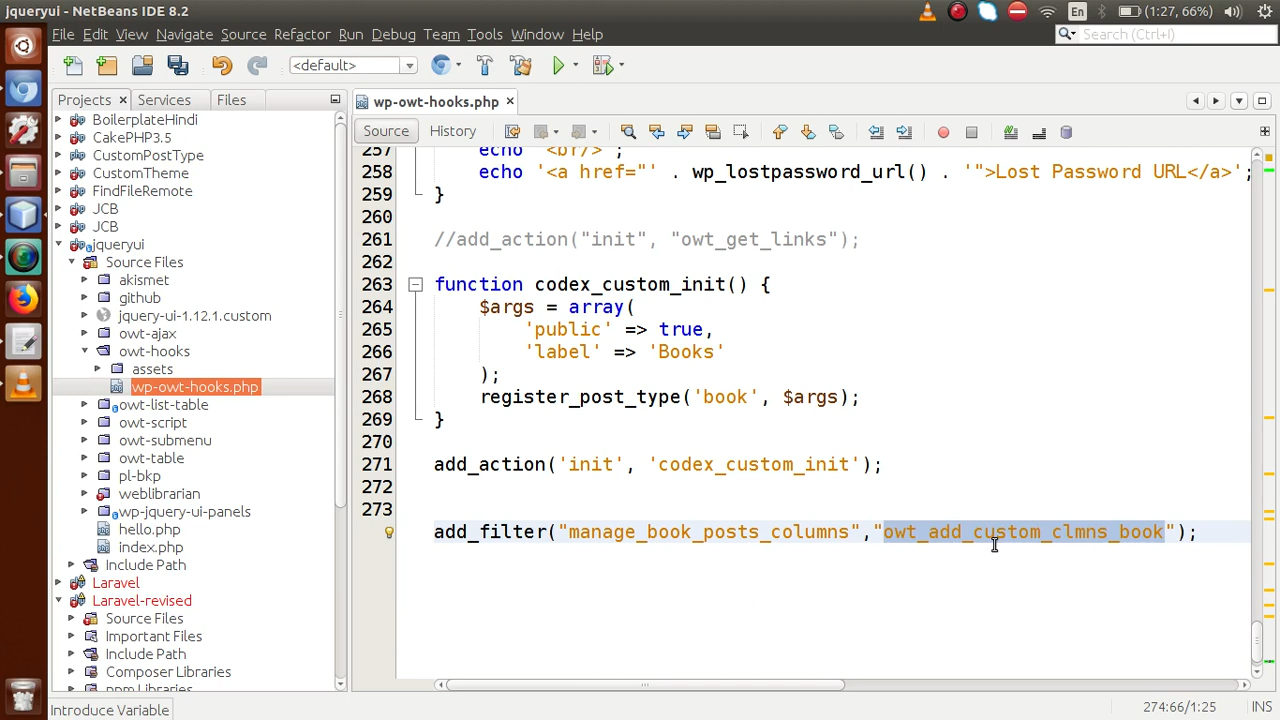 jqueryui - NetBeans IDE 8.2
En
(1:27, 66%)
File Edit View Navigate Source Refactor Run Debug Team Tools Window Help
Search (Ctrl+I)
<default>
Projects Services Files
wp-owt-hooks.php
Source History
BoilerplateHindi
CakePHP3.5
CustomPostType
CustomTheme
FindFileRemote
JCB
JCB
jqueryui
Source Files
akismet
github
jquery-ui-1.12.1.custom
owt-ajax
owt-hooks
assets
wp-owt-hooks.php
owt-list-table
owt-script
owt-submenu
owt-table
pl-bkp
weblibrarian
wp-jquery-ui-panels
hello.php
index.php
Include Path
Laravel
Laravel-revised
Source Files
Important Files
Include Path
Composer Libraries
npm Libraries
257 echo '<br/>';
258 echo '<a href="' . wp_lostpassword_url() . '">Lost Password URL</a>';
259 }
260
261 //add_action("init", "owt_get_links");
262
263 function codex_custom_init() {
264 $args = array(
265 'public' => true,
266 'label' => 'Books'
267 );
268 register_post_type('book', $args);
269 }
270
271 add_action('init', 'codex_custom_init');
272
273
add_filter("manage_book_posts_columns","owt_add_custom_clmns_book");
Introduce Variable
274:66/1:25 INS